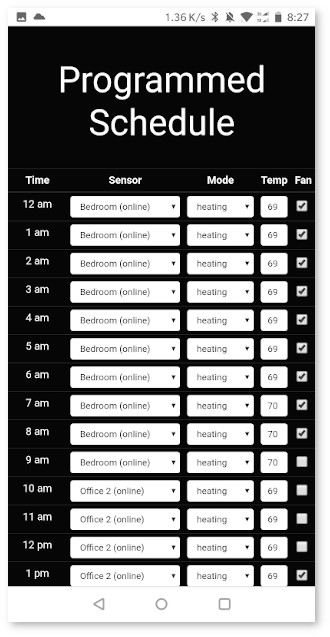 1.36 K/s 8:27
Programmed
Schedule
Time Sensor Mode Temp Fan
12 am Bedroom (online) heating 69
1 am Bedroom (online) heating 69
2 am Bedroom (online) heating 69
3 am Bedroom (online) heating 69
4 am Bedroom (online) heating 69
5 am Bedroom (online) heating 69
6 am Bedroom (online) heating 69
7 am Bedroom (online) heating 70
8 am Bedroom (online) heating 70
9 am Bedroom (online) heating 70
10 am Office 2 (online) heating 69
11 am Office 2 (online) heating 69
12 pm Office 2 (online) heating 69
1 pm Office 2 (online) heating 69